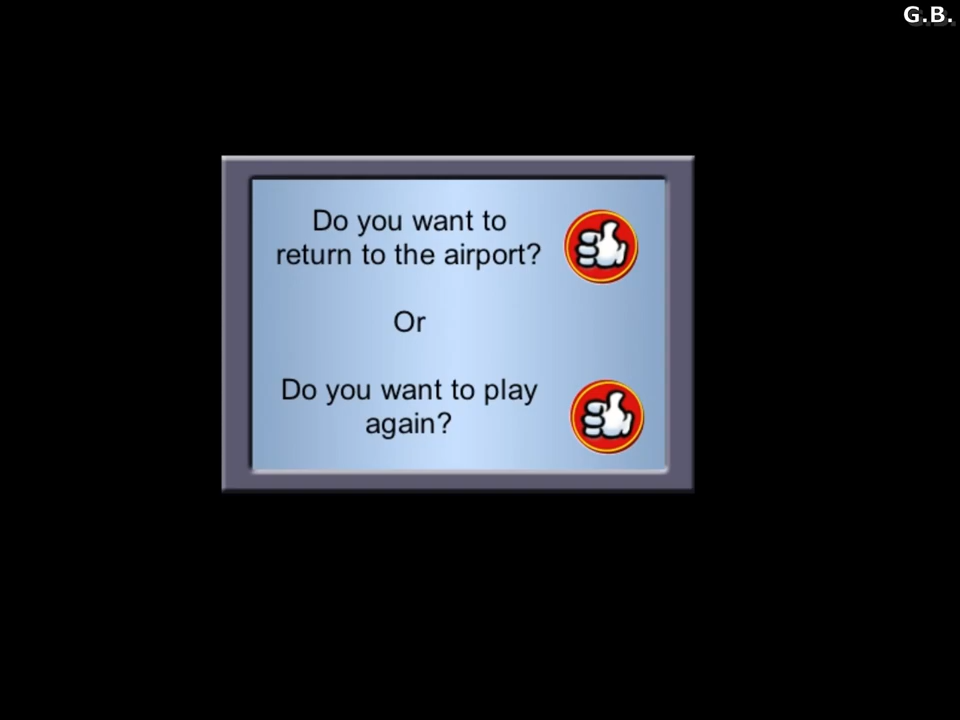 G.B.
Do you want to
return to the airport?
Or
Do you want to play
again?